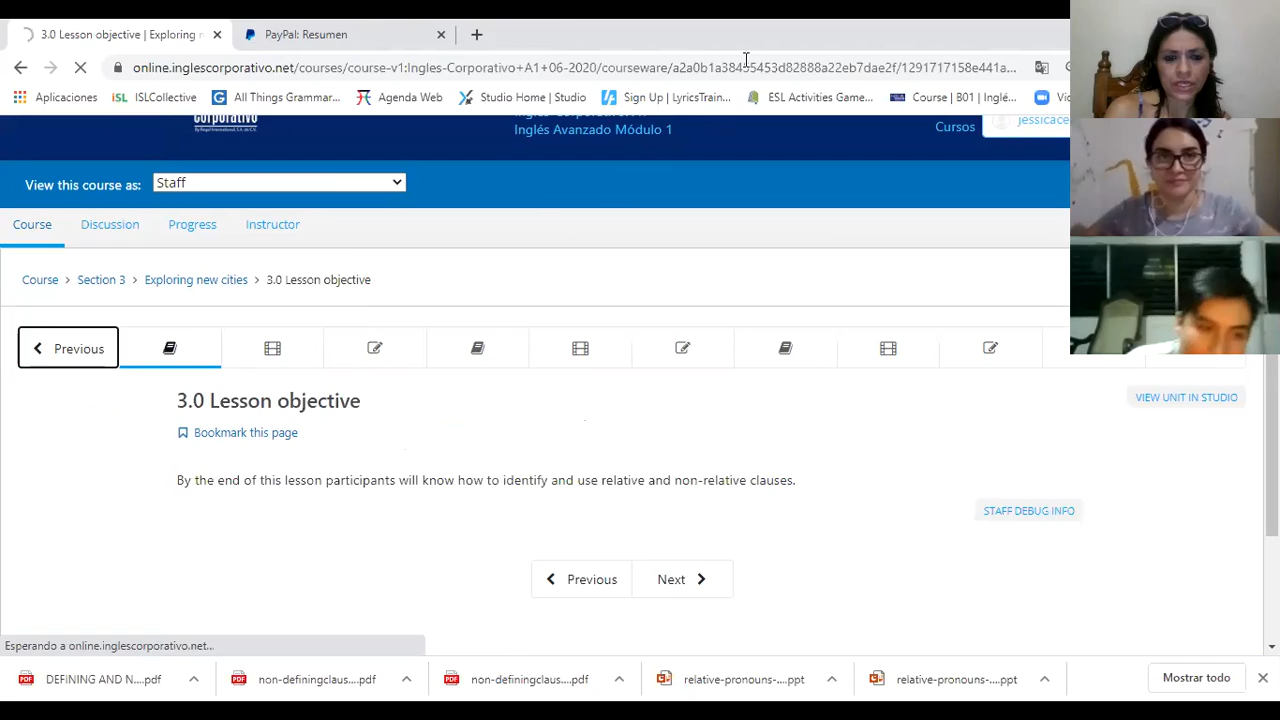 3.0 Lesson objective | Exploring n
PayPal: Resumen
online.inglescorporativo.net/courses/course-v1:Ingles-Corporativo+A1+06-2020/courseware/a2a0b1a38455453d82888a22eb7dae2f/1291717158e441a...
Aplicaciones
iSL ISLCollective
All Things Grammar...
Agenda Web
Studio Home | Studio
Sign Up | LyricsTrain...
ESL Activities Game...
Course | B01 | Inglé...
corporativo
Inglés Avanzado Módulo 1
Cursos
View this course as:
Staff
Course
Discussion
Progress
Instructor
Course > Section 3 > Exploring new cities > 3.0 Lesson objective
Previous
3.0 Lesson objective
VIEW UNIT IN STUDIO
Bookmark this page
By the end of this lesson participants will know how to identify and use relative and non-relative clauses.
STAFF DEBUG INFO
Previous
Next
Esperando a online.inglescorporativo.net...
DEFiNING AND N....pdf
non-definingclaus....pdf
non-definingclaus....pdf
relative-pronouns-....ppt
relative-pronouns-....ppt
Mostrar todo